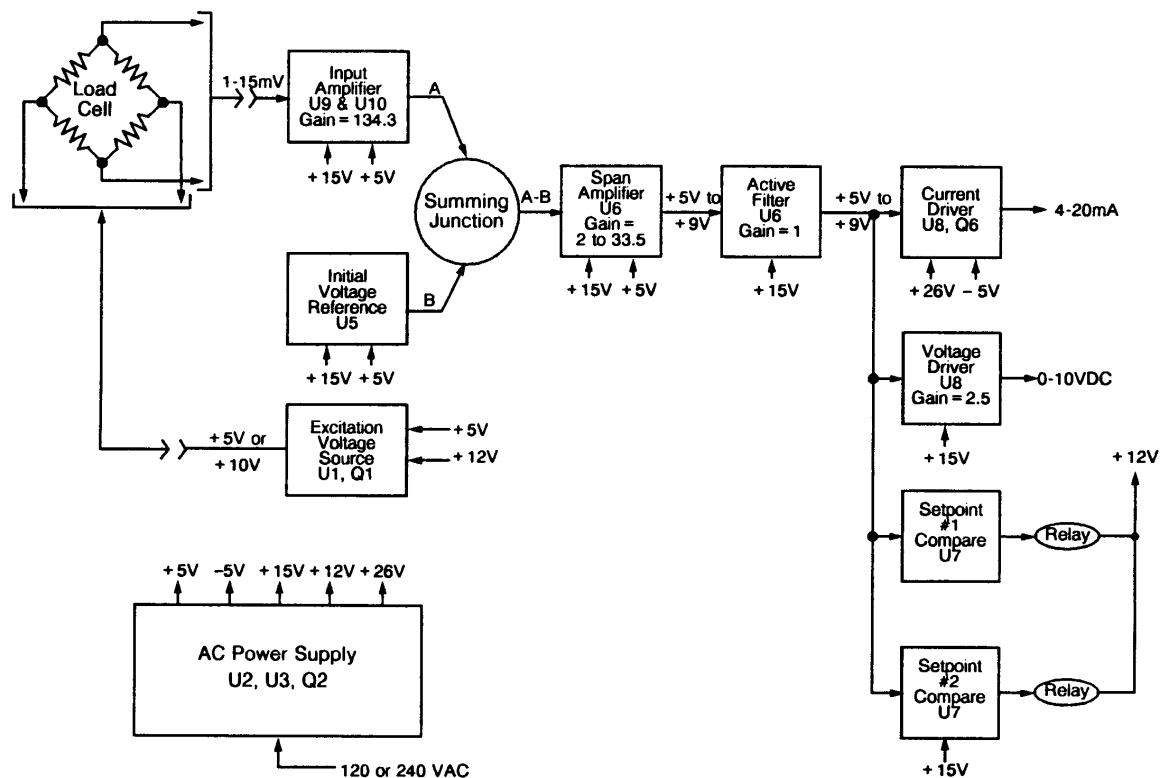 Load
Cell
1-15mV
Input
Amplifier
U9 & U10
Gain = 134.3
+ 15V
+ 5V
A
Summing
Junction
Initial
Voltage
Reference
U5
+ 15V
+ 5V
B
A-B
Span
Amplifier
U6
Gain =
2 to 33.5
+ 15V
+5V
+ 5V to
+ 9V
Active
Filter
U6
Gain = 1
+ 15V
+ 5V to
+ 9V
Current
Driver
U8, Q6
+ 26V
- 5V
4-20mA
Voltage
Driver
U8
Gain = 2.5
+ 15V
0-10VDC
+ 5V or
+ 10V
Excitation
Voltage
Source
U1, Q1
+ 5V
+ 12V
Setpoint
#1
Compare
U7
Relay
+ 12V
Setpoint
#2
Compare
U7
Relay
+ 15V
+ 5V
-5V
+ 15V
+ 12V
+ 26V
AC Power Supply
U2, U3, Q2
120 or 240 VAC